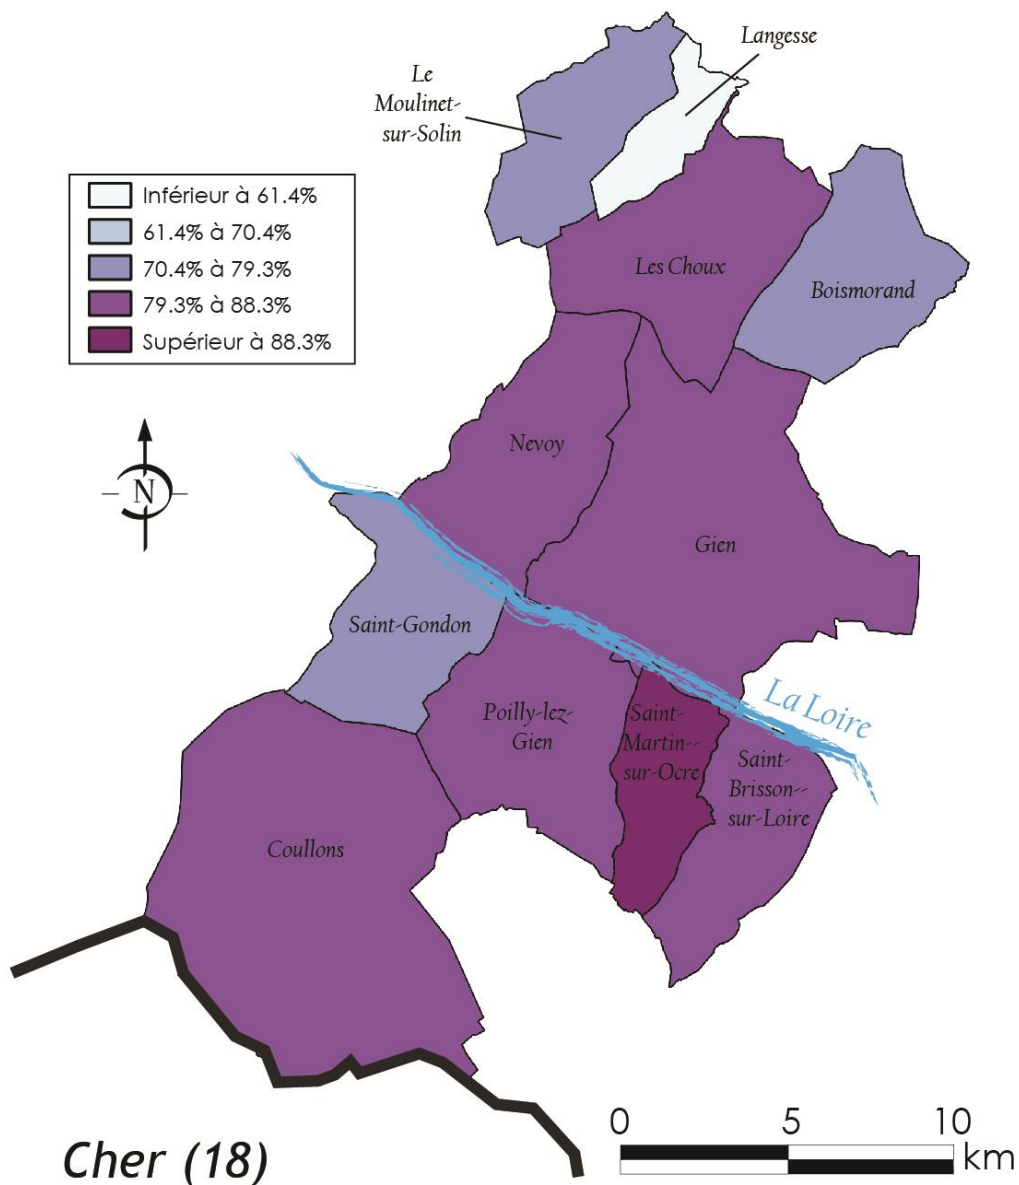 Langesse
Le
Moulinet-
sur-Solin
Inférieur à 61.4%
61.4% à 70.4%
70.4% à 79.3%
79.3% à 88.3%
Supérieur à 88.3%
Les Choux
Boismorand
Nevoy
N
Gien
Saint-Gondon
La Loire
Poilly-lez-
Gien
Saint-
Martin--
sur-Ocre
Saint-
Brisson--
sur-Loire
Coullons
0 5 10
km
Cher (18)